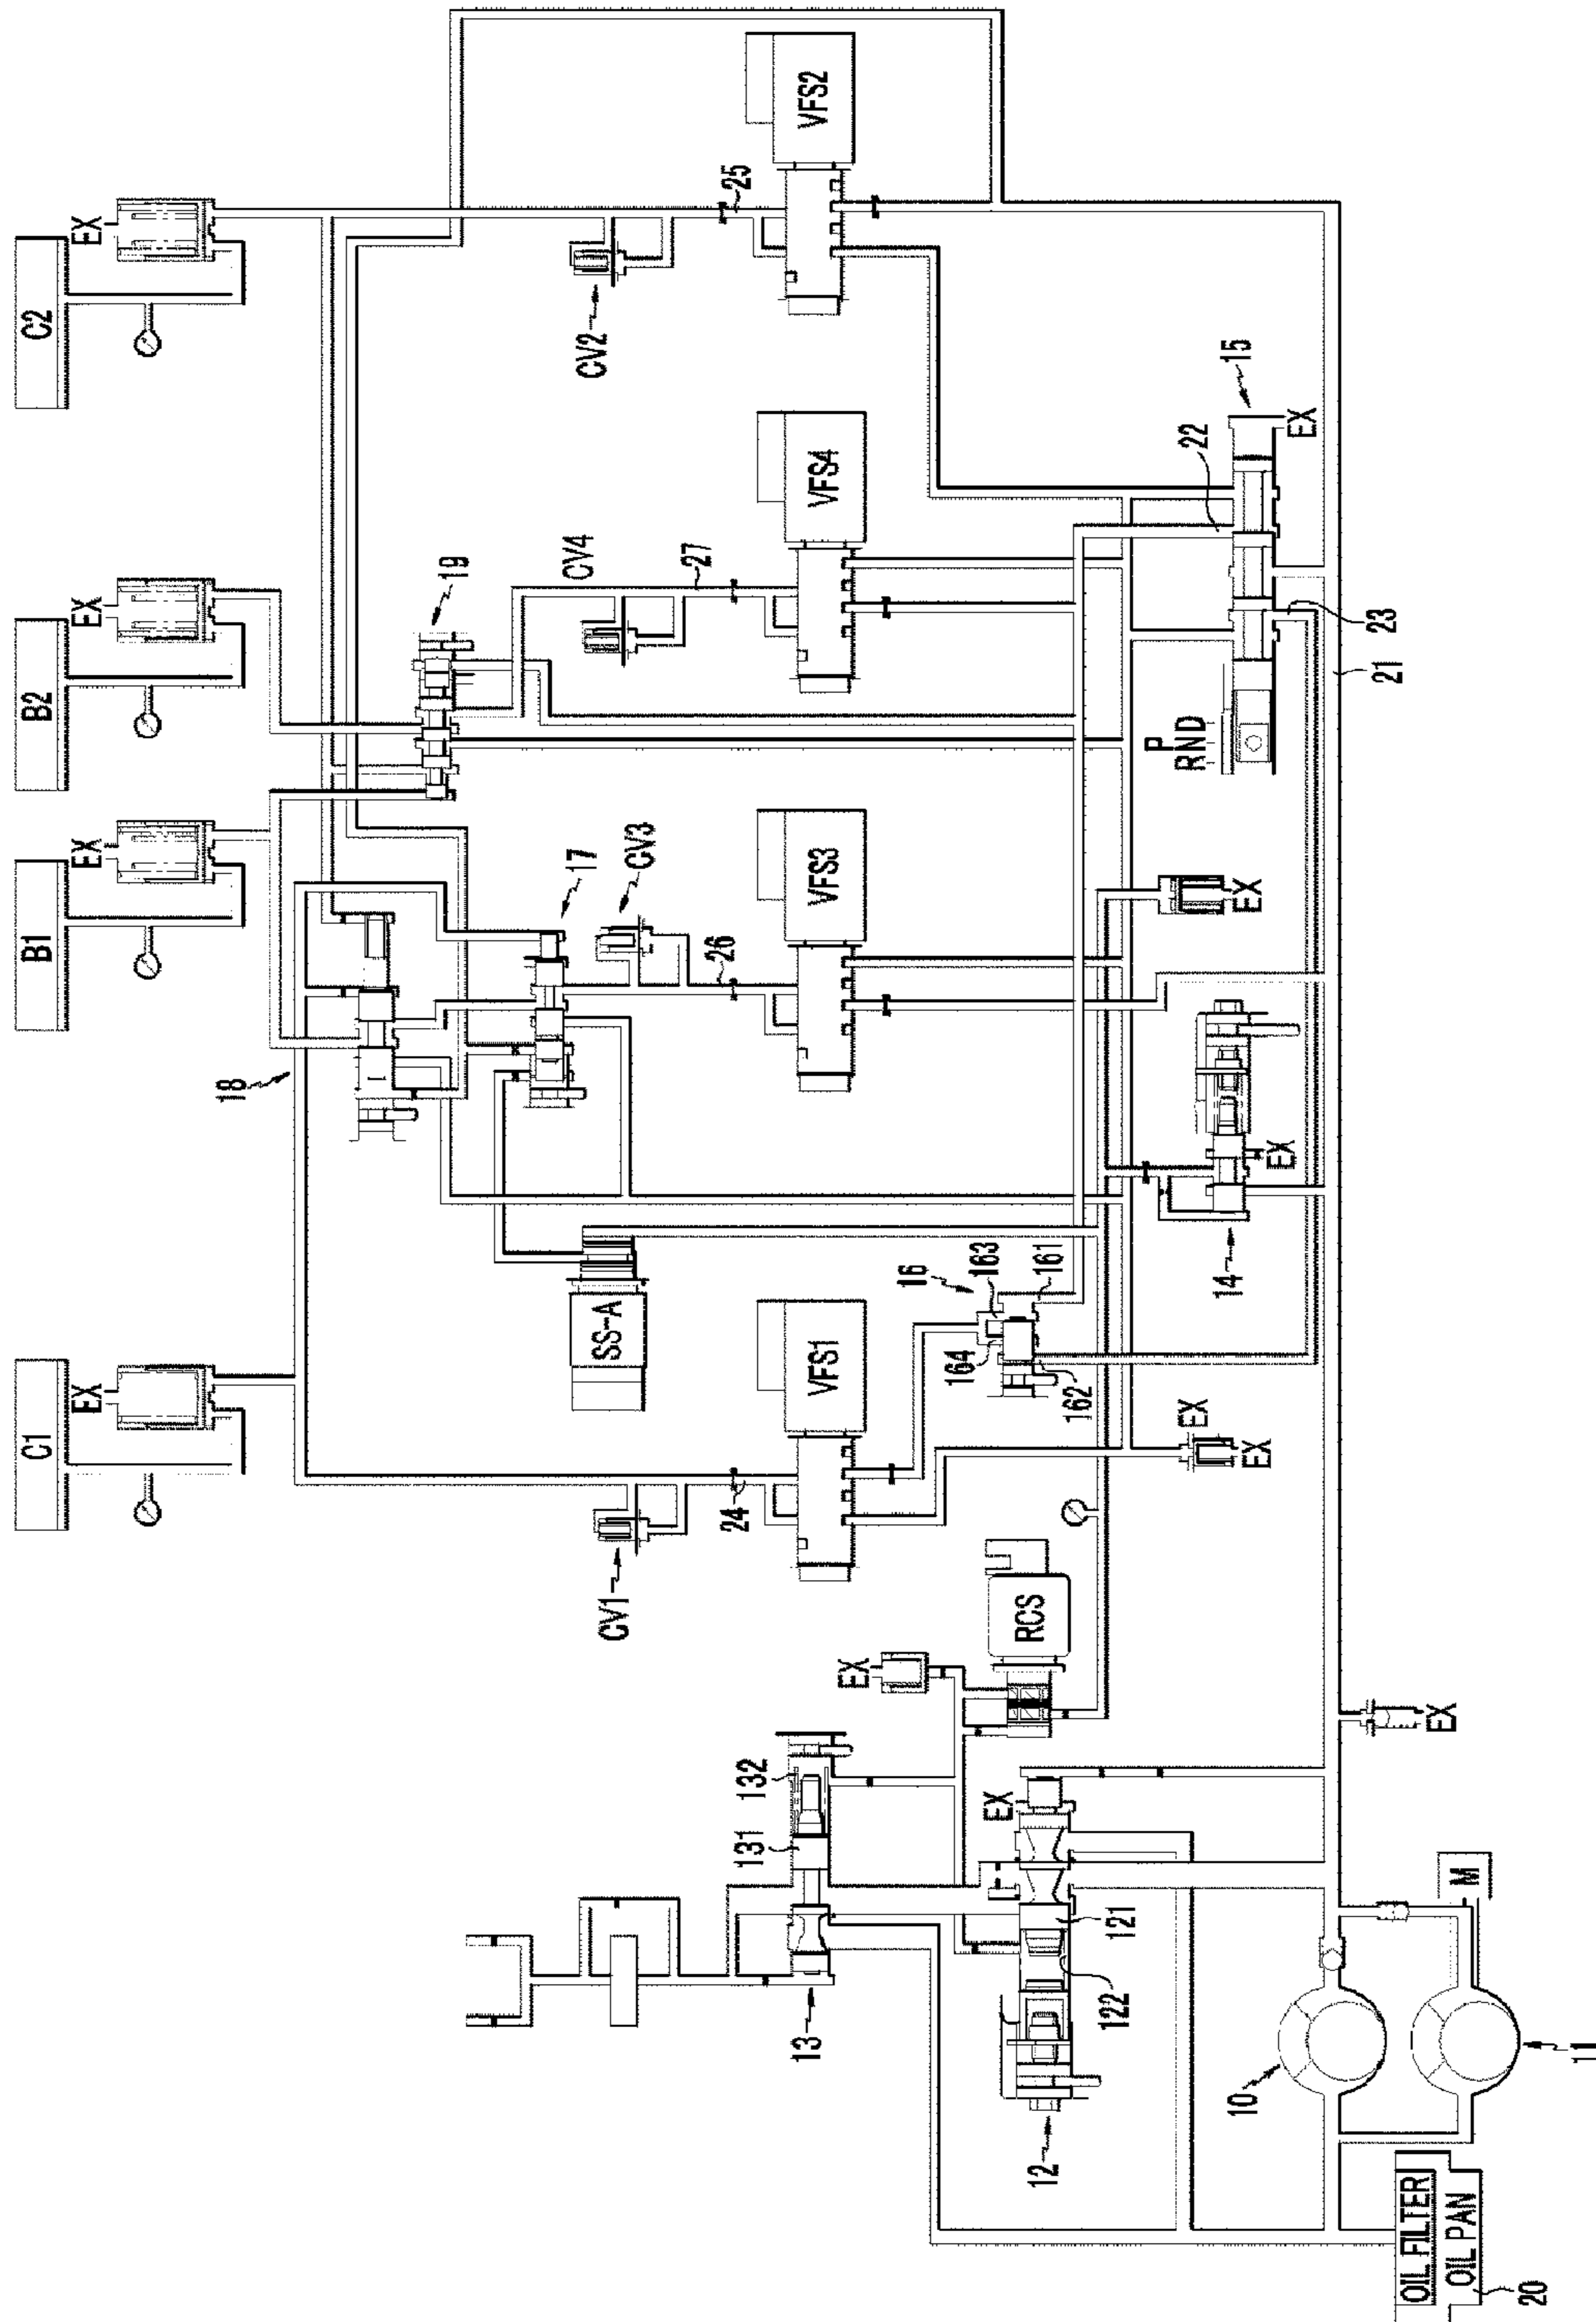 C1
B1
B2
C2
EX
EX
EX
EX
18
19
17
CV3
CV4
CV2
CV1
SS-A
26
27
25
24
VFS1
VFS3
VFS4
VFS2
EX
132
131
13
16
163
164
161
162
RCS
EX
121
122
12
EX
EX
14
EX
EX
P
RND
22
15
EX
23
21
EX
10
M
11
OIL FILTER
OIL PAN
20